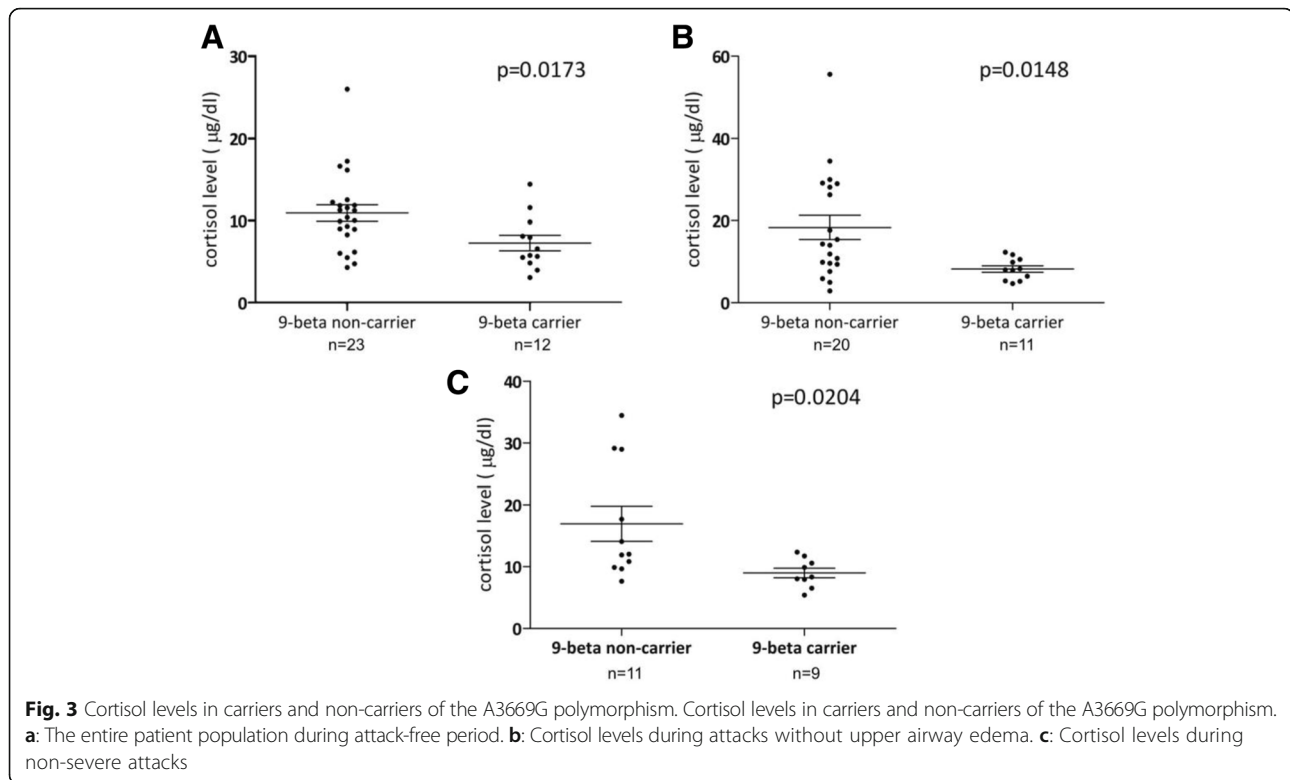 A
30
20
10
0
cortisol level ( µg/dl)
p=0.0173
9-beta non-carrier
n=23
9-beta carrier
n=12
B
60
40
20
0
cortisol level ( µg/dl)
p=0.0148
9-beta non-carrier
n=20
9-beta carrier
n=11
C
40
30
20
10
0
cortisol level ( µg/dl)
p=0.0204
9-beta non-carrier
n=11
9-beta carrier
n=9
Fig. 3 Cortisol levels in carriers and non-carriers of the A3669G polymorphism. Cortisol levels in carriers and non-carriers of the A3669G polymorphism.
a: The entire patient population during attack-free period. b: Cortisol levels during attacks without upper airway edema. c: Cortisol levels during
non-severe attacks